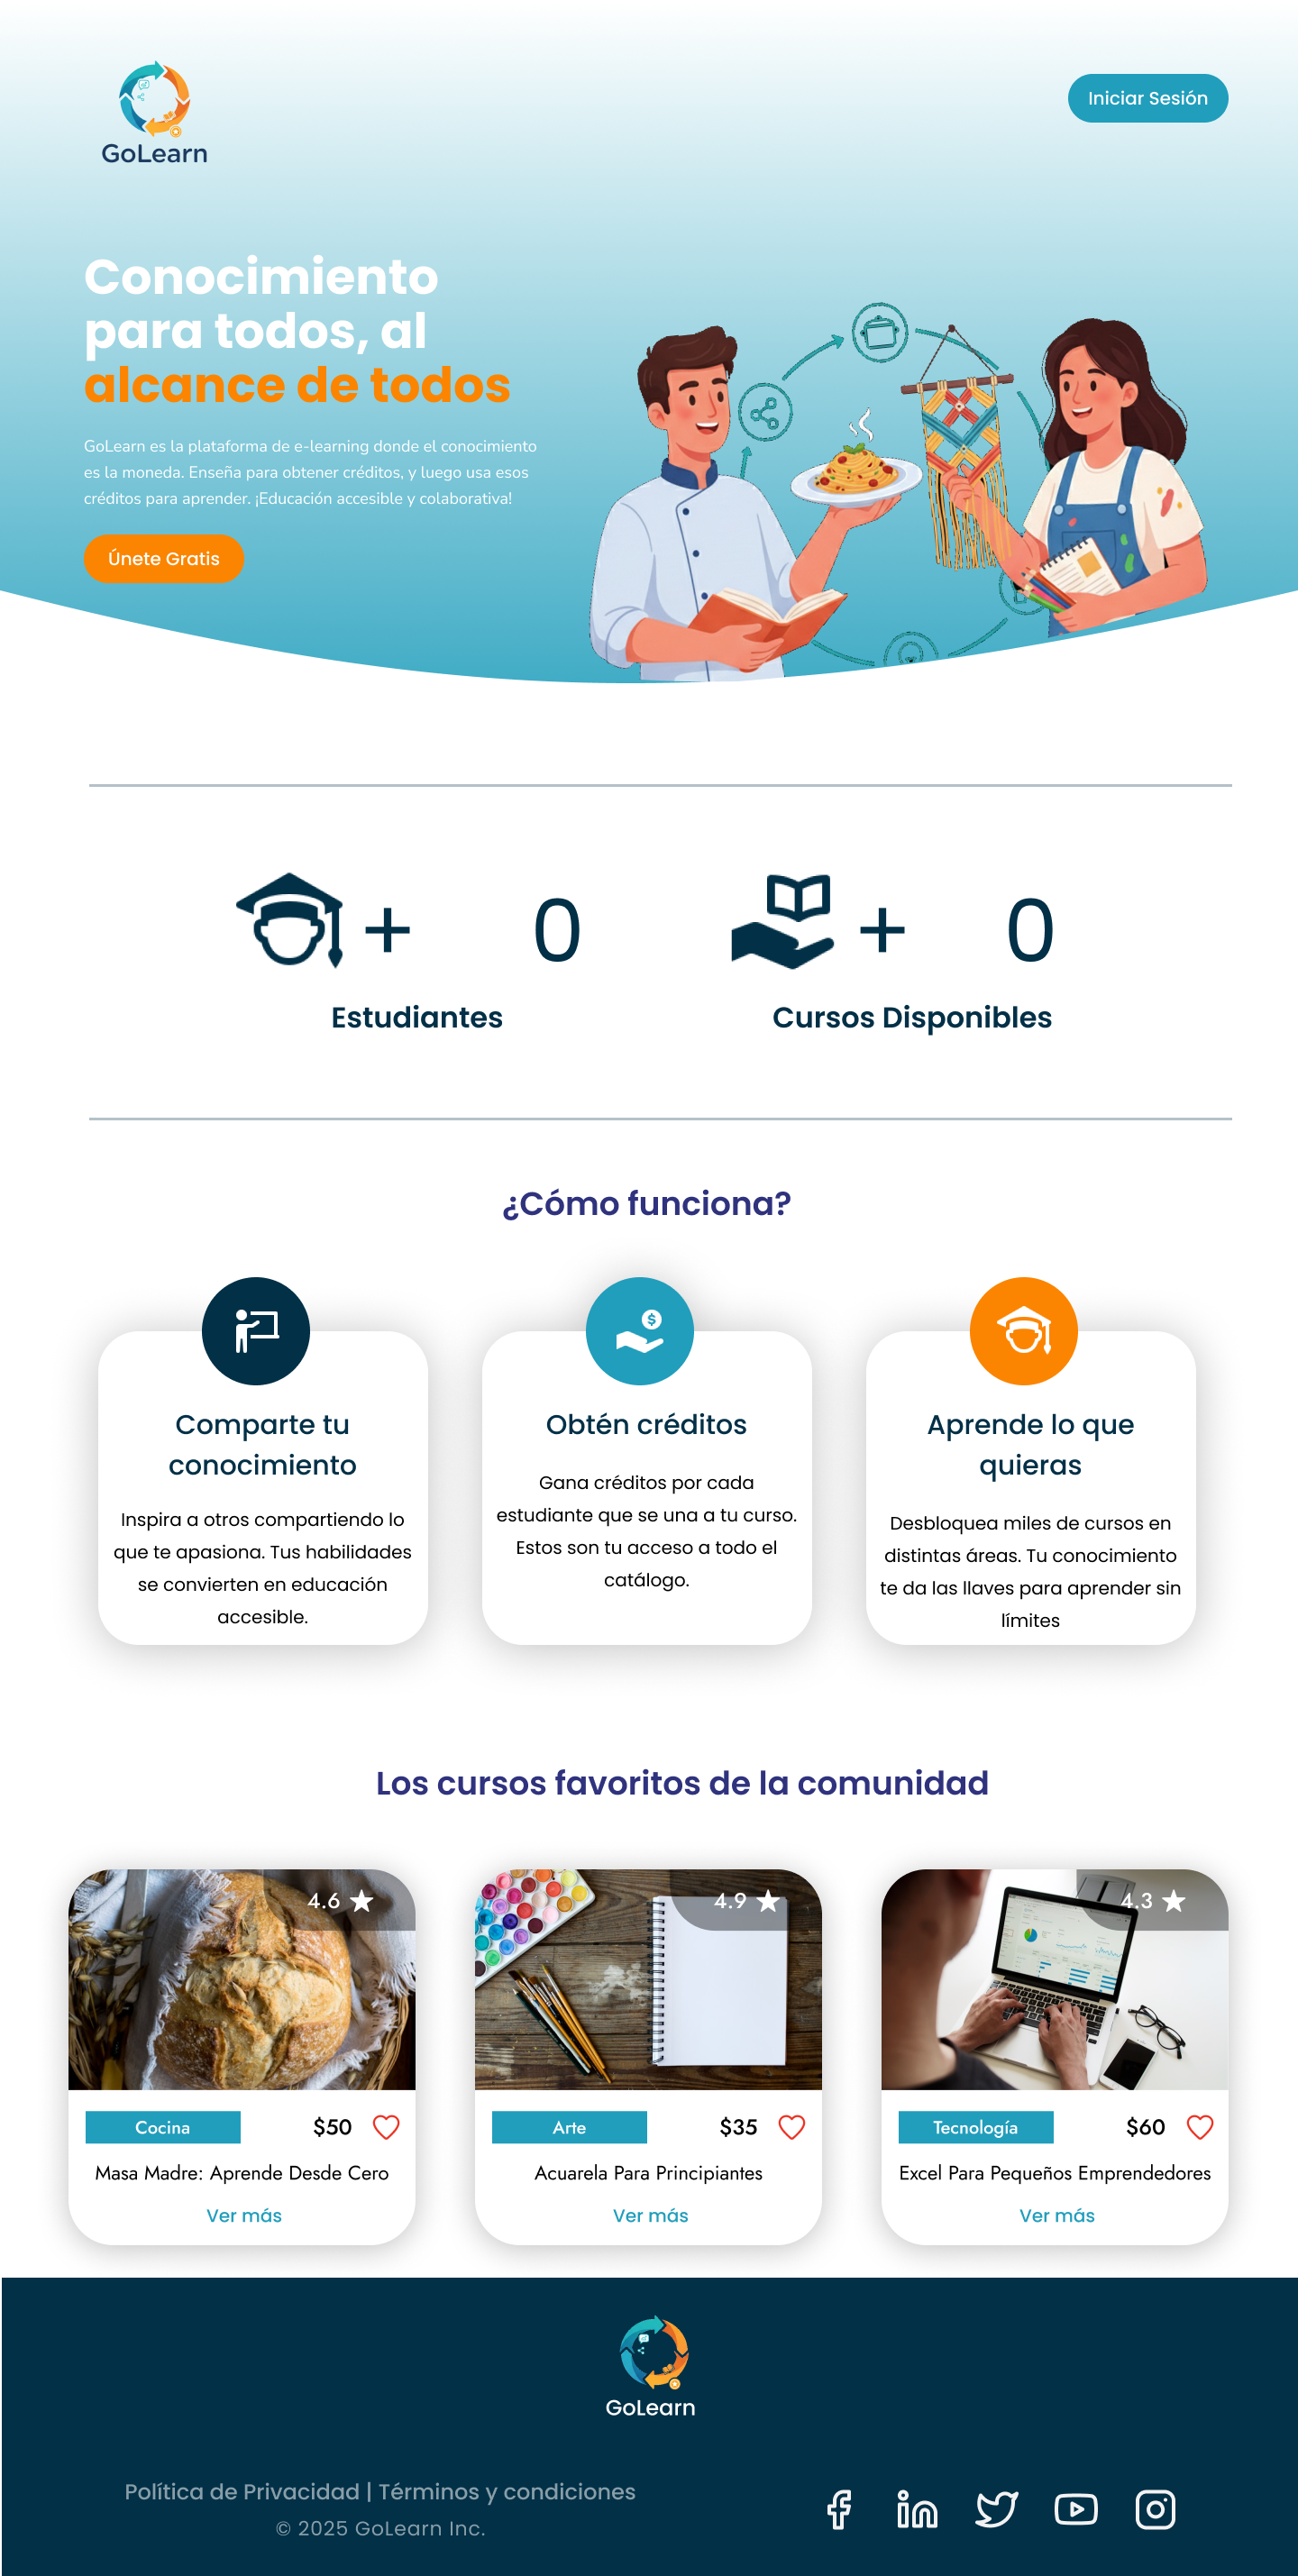 GoLearn
Iniciar Sesión
Conocimiento
para todos, al
alcance de todos
GoLearn es la plataforma de e-learning donde el conocimiento
es la moneda. Enseña para obtener créditos, y luego usa esos
créditos para aprender. ¡Educación accesible y colaborativa!
Únete Gratis
+ 0
Estudiantes
+ 0
Cursos Disponibles
¿Cómo funciona?
Comparte tu
conocimiento
Inspira a otros compartiendo lo
que te apasiona. Tus habilidades
se convierten en educación
accesible.
Obtén créditos
Gana créditos por cada
estudiante que se una a tu curso.
Estos son tu acceso a todo el
catálogo.
Aprende lo que
quieras
Desbloquea miles de cursos en
distintas áreas. Tu conocimiento
te da las llaves para aprender sin
límites
Los cursos favoritos de la comunidad
4.6
Cocina
$50
Masa Madre: Aprende Desde Cero
Ver más
4.9
Arte
$35
Acuarela Para Principiantes
Ver más
4.3
Tecnología
$60
Excel Para Pequeños Emprendedores
Ver más
GoLearn
Política de Privacidad | Términos y condiciones
© 2025 GoLearn Inc.